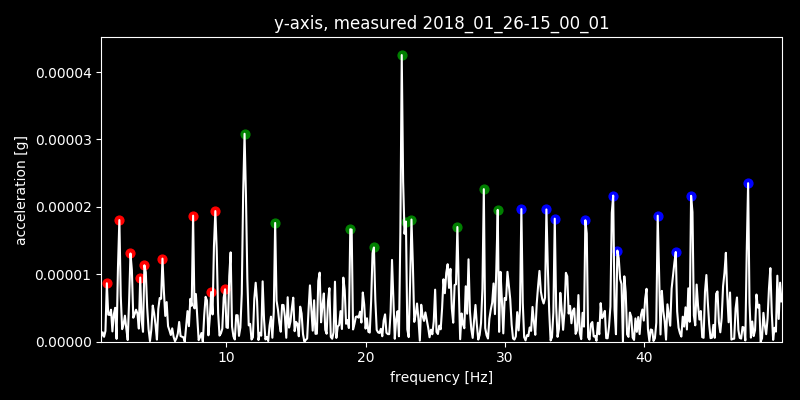 y-axis, measured 2018_01_26-15_00_01
0.00004
0.00003
0.00002
0.00001
0.00000
acceleration [g]
10 20 30 40
frequency [Hz]